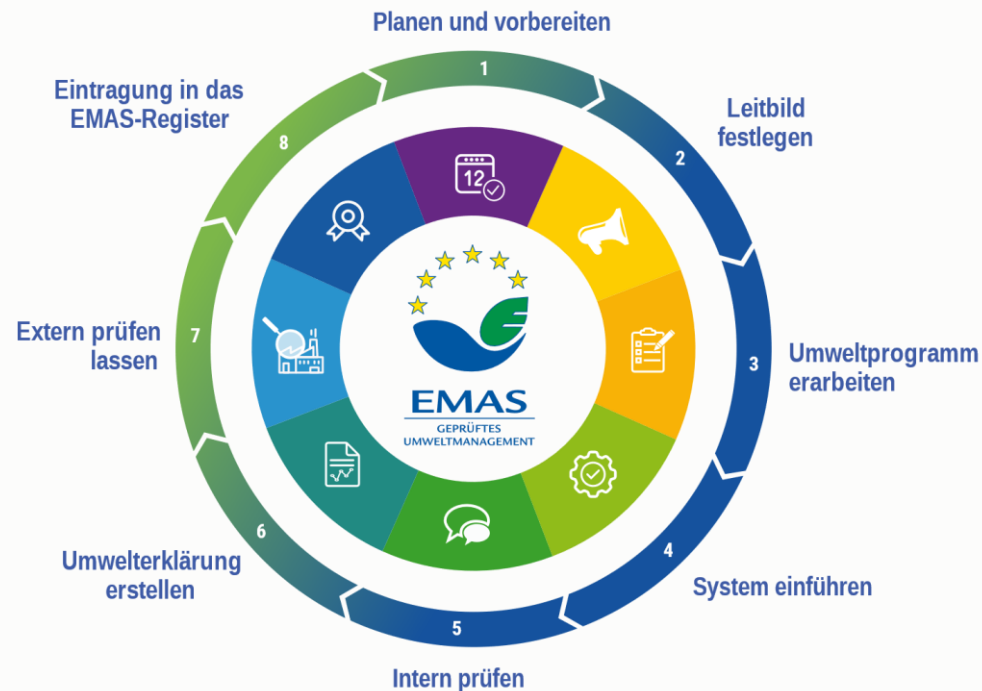 Planen und vorbereiten
1
Leitbild
festlegen
2
Umweltprogramm
erarbeiten
3
System einführen
4
Intern prüfen
5
Umwelterklärung
erstellen
6
Extern prüfen
lassen
7
Eintragung in das
EMAS-Register
8
12
EMAS
GEPRÜFTES
UMWELTMANAGEMENT